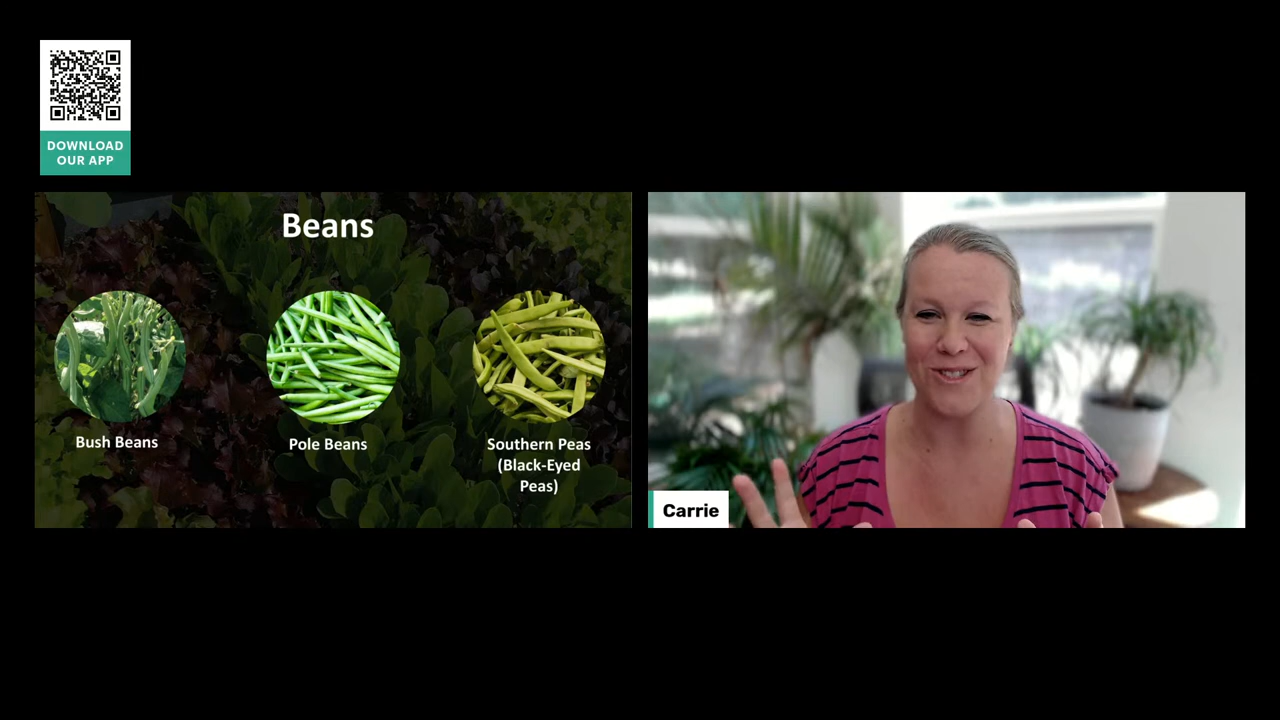 DOWNLOAD
OUR APP
Beans
Bush Beans
Pole Beans
Southern Peas
(Black-Eyed
Peas)
Carrie